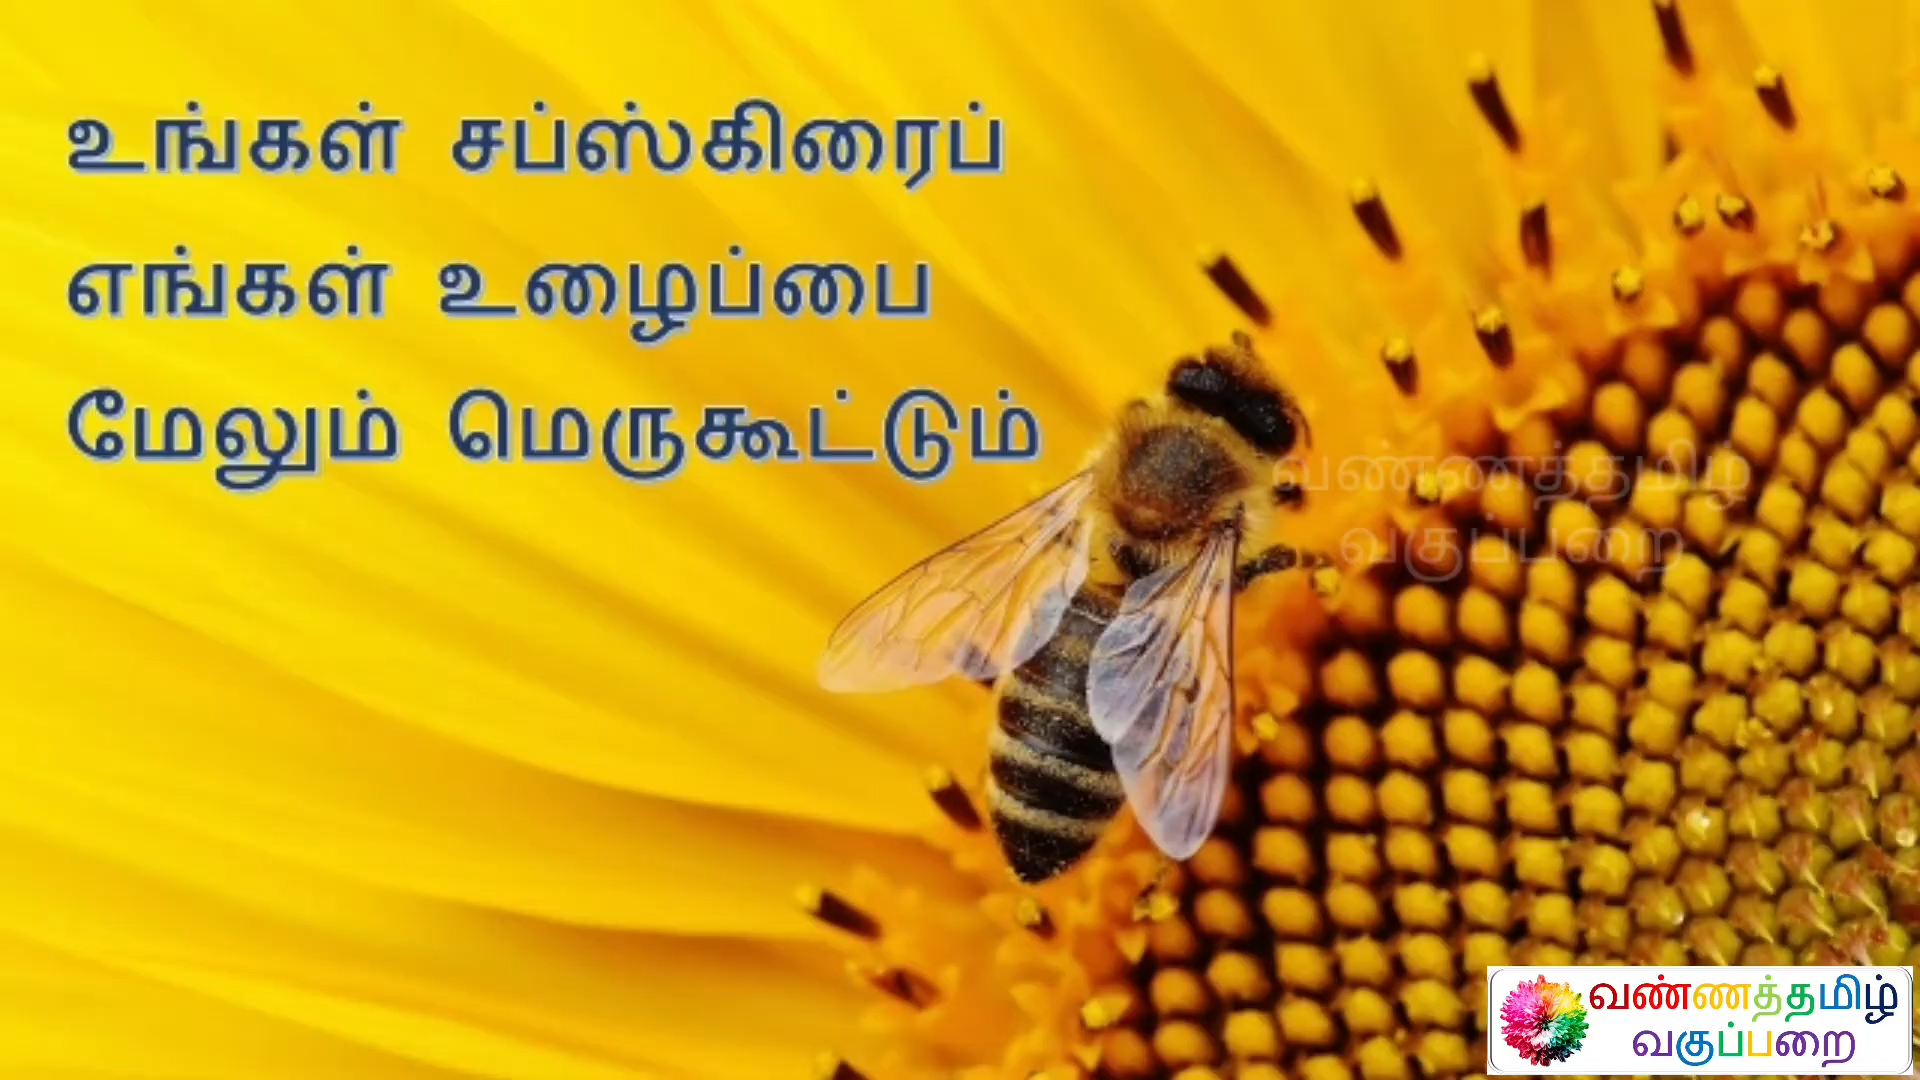 உங்கள் சப்ஸ்கிரைப்
எங்கள் உழைப்பை
மேலும் மெருகூட்டும்
வண்ணத்தமிழ்
வகுப்பறை
வண்ணத்தமிழ்
வகுப்பறை